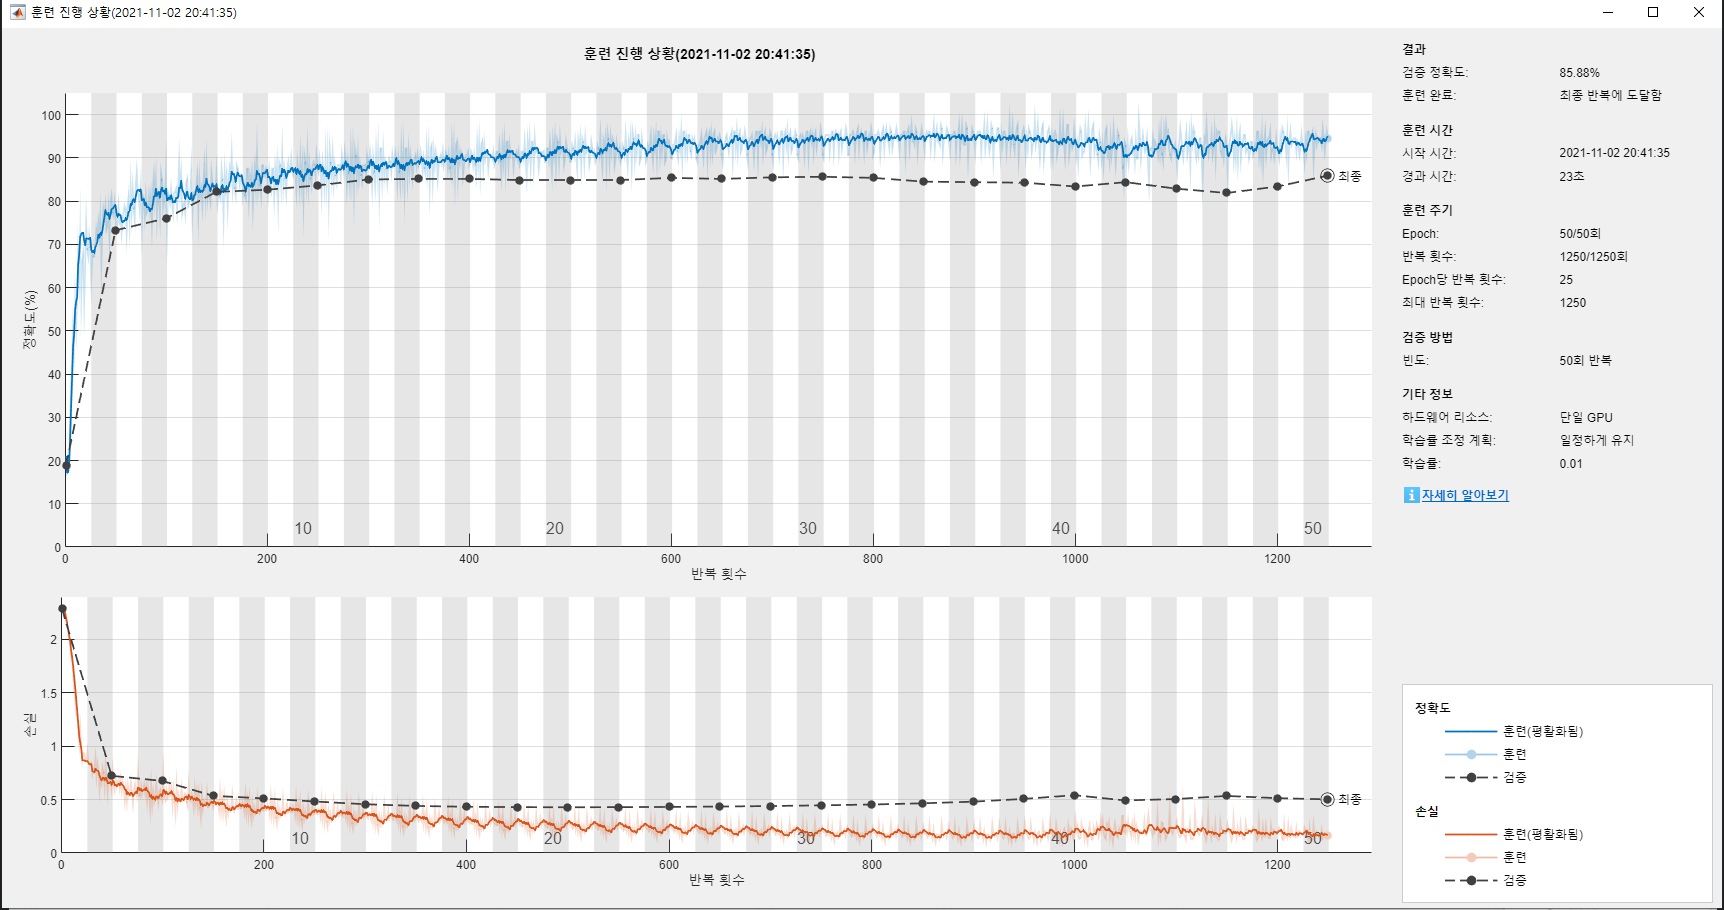 훈련 진행 상황(2021-11-02 20:41:35)
훈련 진행 상황(2021-11-02 20:41:35)
100
90
80
70
60
50
40
30
20
10
0
정확도(%)
최종
10 20 30 40 50
0 200 400 600 800 1000 1200
반복 횟수
2
1.5
1
0.5
0
손실
최종
10 20 30 40 50
0 200 400 600 800 1000 1200
반복 횟수
결과
검증 정확도: 85.88%
훈련 완료: 최종 반복에 도달함
훈련 시간
시작 시간: 2021-11-02 20:41:35
경과 시간: 23초
훈련 주기
Epoch: 50/50회
반복 횟수: 1250/1250회
Epoch당 반복 횟수: 25
최대 반복 횟수: 1250
검증 방법
빈도: 50회 반복
기타 정보
하드웨어 리소스: 단일 GPU
학습률 조정 계획: 일정하게 유지
학습률: 0.01
자세히 알아보기
정확도
훈련(평활화됨)
훈련
검증
손실
훈련(평활화됨)
훈련
검증